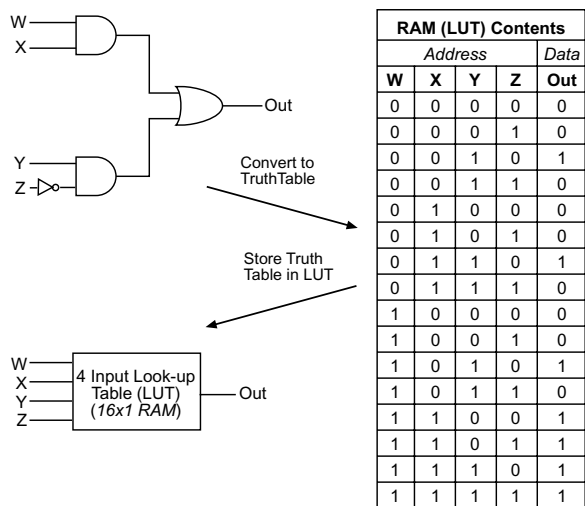 W
X
Out
Y
Z
Convert to
TruthTable
Store Truth
Table in LUT
W
X
Y
Z
4 Input Look-up
Table (LUT)
(16x1 RAM)
Out
RAM (LUT) Contents
Address Data
W X Y Z Out
0 0 0 0 0
0 0 0 1 0
0 0 1 0 1
0 0 1 1 0
0 1 0 0 0
0 1 0 1 0
0 1 1 0 1
0 1 1 1 0
1 0 0 0 0
1 0 0 1 0
1 0 1 0 1
1 0 1 1 0
1 1 0 0 1
1 1 0 1 1
1 1 1 0 1
1 1 1 1 1